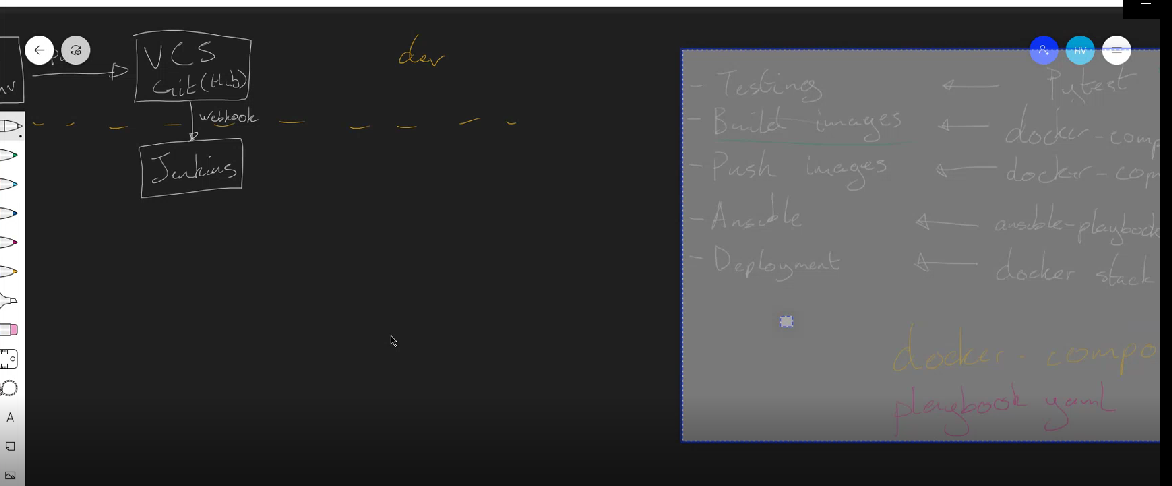 VCS
Git(Hub)
dev
webhook
Jenkins
HV
- Testing ← Pytest
- Build images ← docker-comp
- Push images ← docker-com
- Ansible ← ansible-playbook
- Deployment ← docker stack
docker-compo
playbook yaml
A